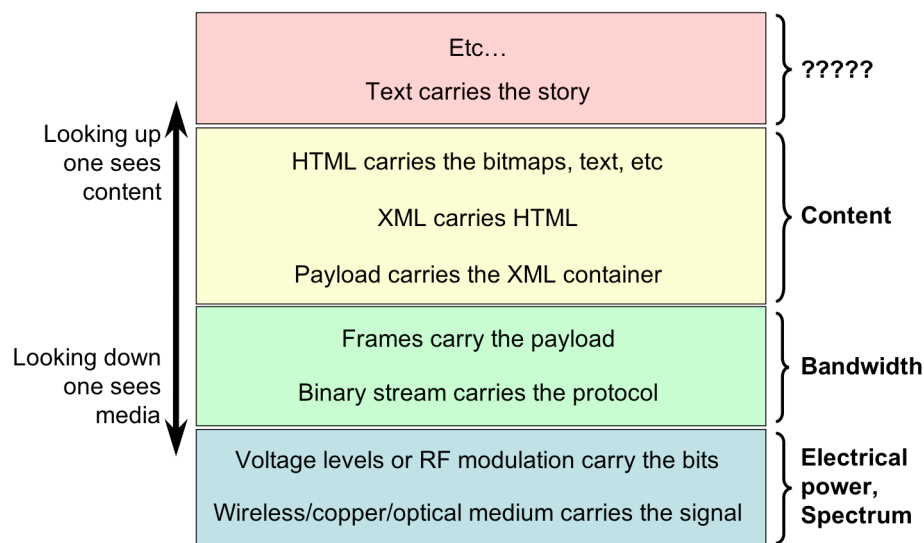 Etc…
Text carries the story
?????
Looking up
one sees
content
HTML carries the bitmaps, text, etc
XML carries HTML
Payload carries the XML container
Content
Looking down
one sees
media
Frames carry the payload
Binary stream carries the protocol
Bandwidth
Voltage levels or RF modulation carry the bits
Wireless/copper/optical medium carries the signal
Electrical
power,
Spectrum